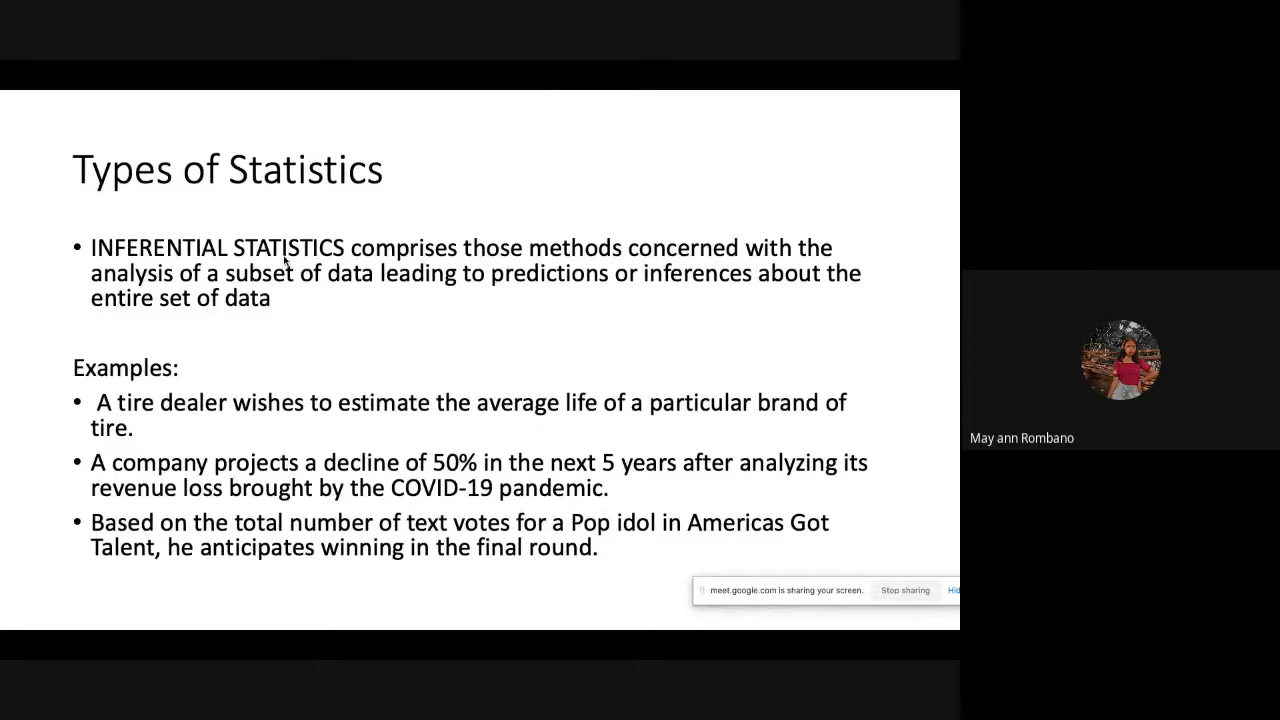 Types of Statistics
• INFERENTIAL STATISTICS comprises those methods concerned with the
analysis of a subset of data leading to predictions or inferences about the
entire set of data
Examples:
• A tire dealer wishes to estimate the average life of a particular brand of
tire.
• A company projects a decline of 50% in the next 5 years after analyzing its
revenue loss brought by the COVID-19 pandemic.
• Based on the total number of text votes for a Pop idol in Americas Got
Talent, he anticipates winning in the final round.
meet.google.com is sharing your screen. Stop sharing Hid
May ann Rombano